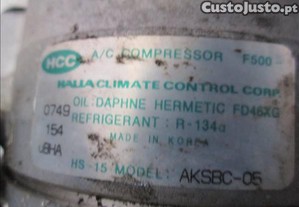 CustoJusto.pt
HCC A/C COMPRESSOR F500
HALLA CLIMATE CONTROL CORP
OIL: DAPHNE HERMETIC FD46XG
0749 REFRIGERANT : R-134a
154 MADE IN KOREA
HS-15 MODEL: AKSBC-05